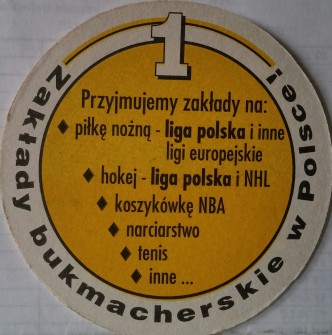 1
Przyjmujemy zakłady na:
♦ piłkę nożną - liga polska i inne
ligi europejskie
♦ hokej - liga polska i NHL
♦ koszykówkę NBA
♦ narciarstwo
♦ tenis
♦ inne ...
Zakłady bukmacherskie w Polsce!